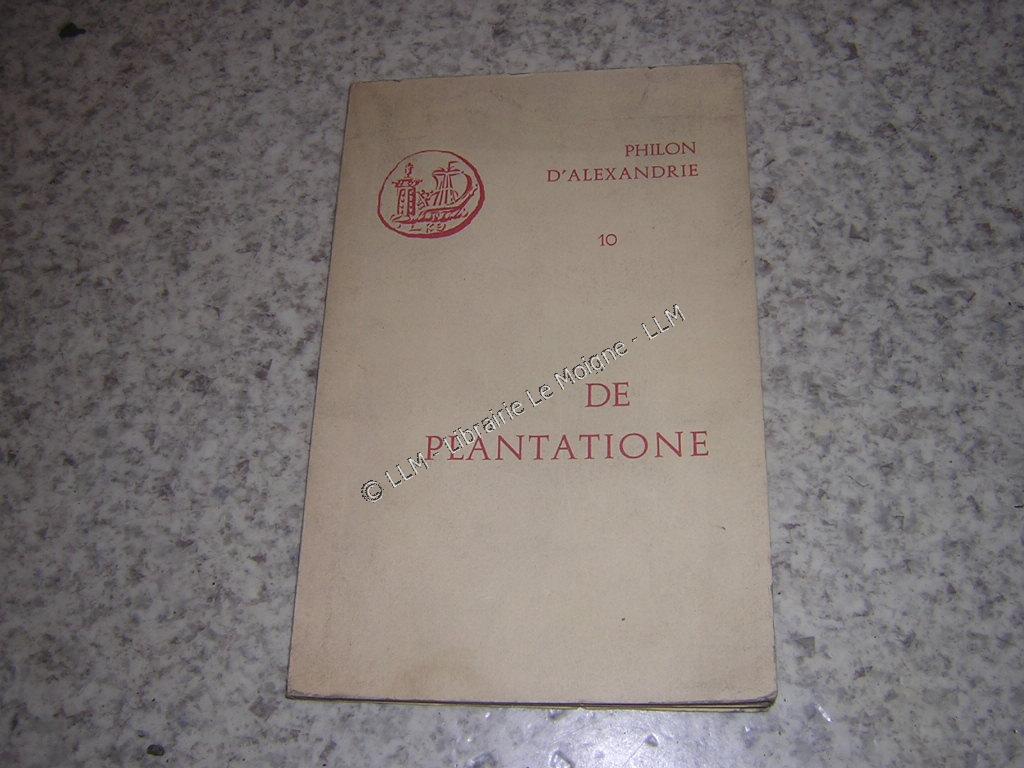 PHILON
D'ALEXANDRIE
10
DE
PLANTATIONE
© LLM - Librairie Le Moigne - LLM